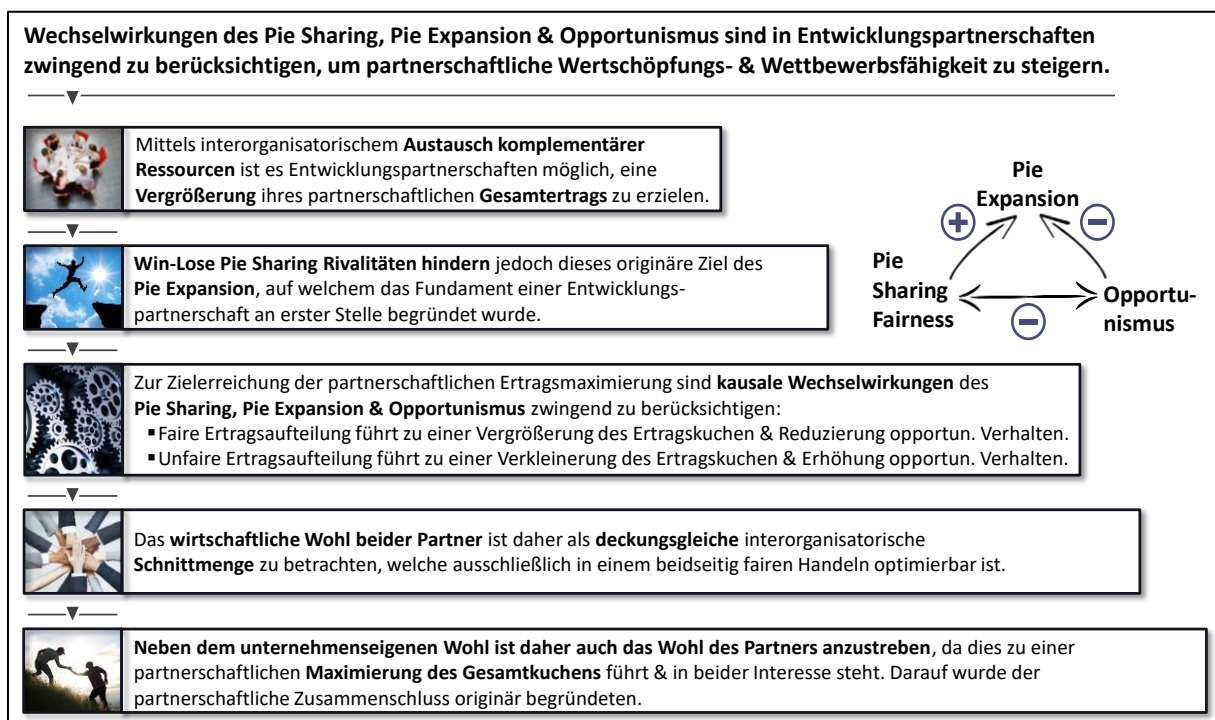 Wechselwirkungen des Pie Sharing, Pie Expansion & Opportunismus sind in Entwicklungspartnerschaften
zwingend zu berücksichtigen, um partnerschaftliche Wertschöpfungs- & Wettbewerbsfähigkeit zu steigern.
Mittels interorganisatorischem Austausch komplementärer
Ressourcen ist es Entwicklungspartnerschaften möglich, eine
Vergrößerung ihres partnerschaftlichen Gesamtertrags zu erzielen.
Win-Lose Pie Sharing Rivalitäten hindern jedoch dieses originäre Ziel des
Pie Expansion, auf welchem das Fundament einer Entwicklungs-
partnerschaft an erster Stelle begründet wurde.
Pie
Expansion
+
−
Pie
Sharing
Fairness
Opportu-
nismus
−
Zur Zielerreichung der partnerschaftlichen Ertragsmaximierung sind kausale Wechselwirkungen des
Pie Sharing, Pie Expansion & Opportunismus zwingend zu berücksichtigen:
▪Faire Ertragsaufteilung führt zu einer Vergrößerung des Ertragskuchen & Reduzierung opportun. Verhalten.
▪Unfaire Ertragsaufteilung führt zu einer Verkleinerung des Ertragskuchen & Erhöhung opportun. Verhalten.
Das wirtschaftliche Wohl beider Partner ist daher als deckungsgleiche interorganisatorische
Schnittmenge zu betrachten, welche ausschließlich in einem beidseitig fairen Handeln optimierbar ist.
Neben dem unternehmenseigenen Wohl ist daher auch das Wohl des Partners anzustreben, da dies zu einer
partnerschaftlichen Maximierung des Gesamtkuchens führt & in beider Interesse steht. Darauf wurde der
partnerschaftliche Zusammenschluss originär begründeten.